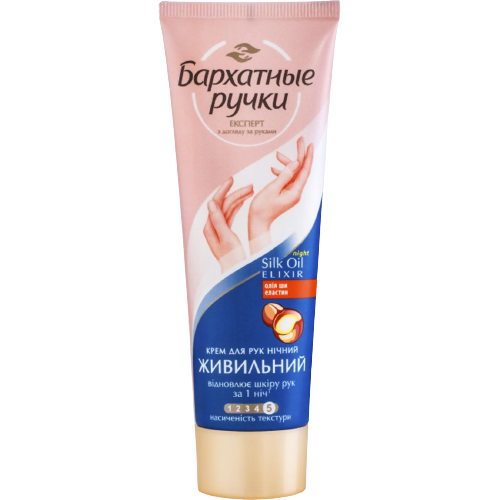 Бархатные
ручки
ЕКСПЕРТ
з догляду за руками
night
Silk Oil
ELIXIR
олія ши
еластин
КРЕМ ДЛЯ РУК НІЧНИЙ
ЖИВИЛЬНИЙ
відновлює шкіру рук
за 1 ніч
1 2 3 4 5
насиченість текстури